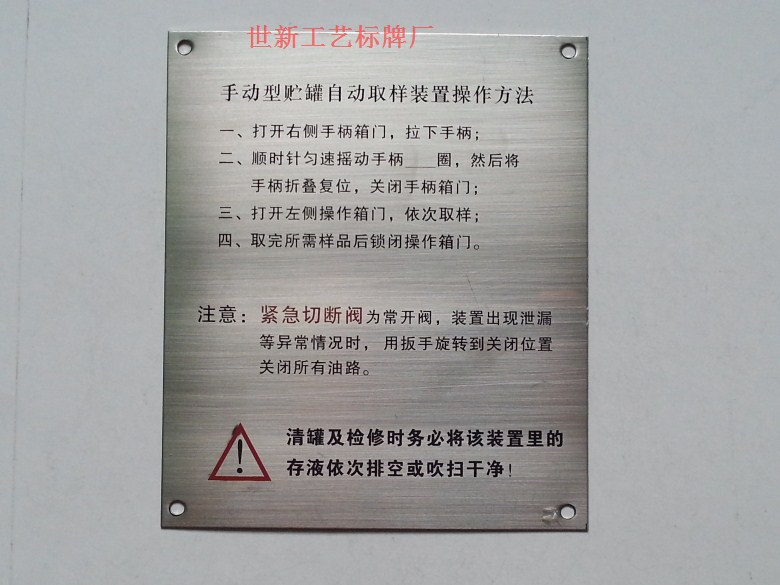 世新工艺标牌厂
手动型贮罐自动取样装置操作方法
一、打开右侧手柄箱门，拉下手柄；
二、顺时针匀速摇动手柄___圈，然后将
手柄折叠复位，关闭手柄箱门；
三、打开左侧操作箱门，依次取样；
四、取完所需样品后锁闭操作箱门。
注意：紧急切断阀为常开阀，装置出现泄漏
等异常情况时，用扳手旋转到关闭位置
关闭所有油路。
清罐及检修时务必将该装置里的
存液依次排空或吹扫干净！